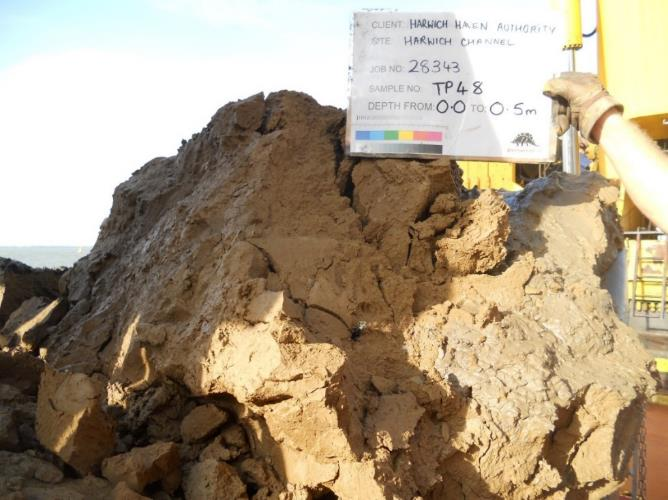 CLIENT: HARWICH HAVEN AUTHORITY
SITE: HARWICH CHANNEL
JOB NO: 28343
SAMPLE NO: TP48
DEPTH FROM: 0.0 TO: 0.5m